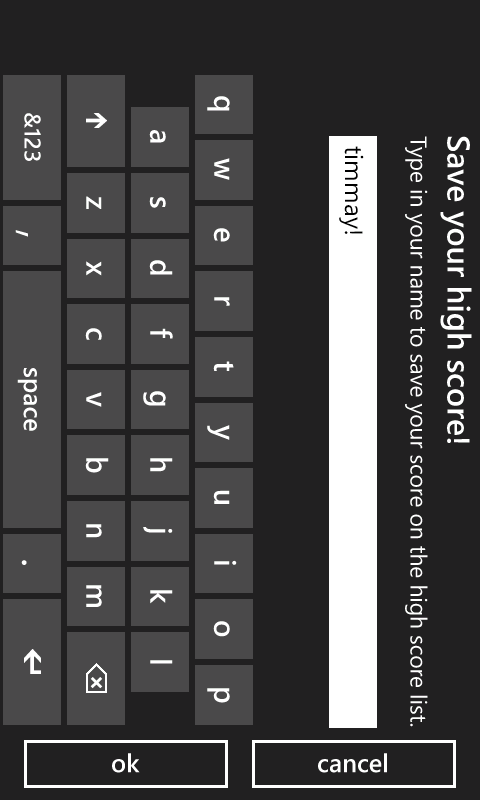 Save your high score!
Type in your name to save your score on the high score list.
timmay!
q w e r t y u i o p
a s d f g h j k l
z x c v b n m
&123 , space .
ok
cancel